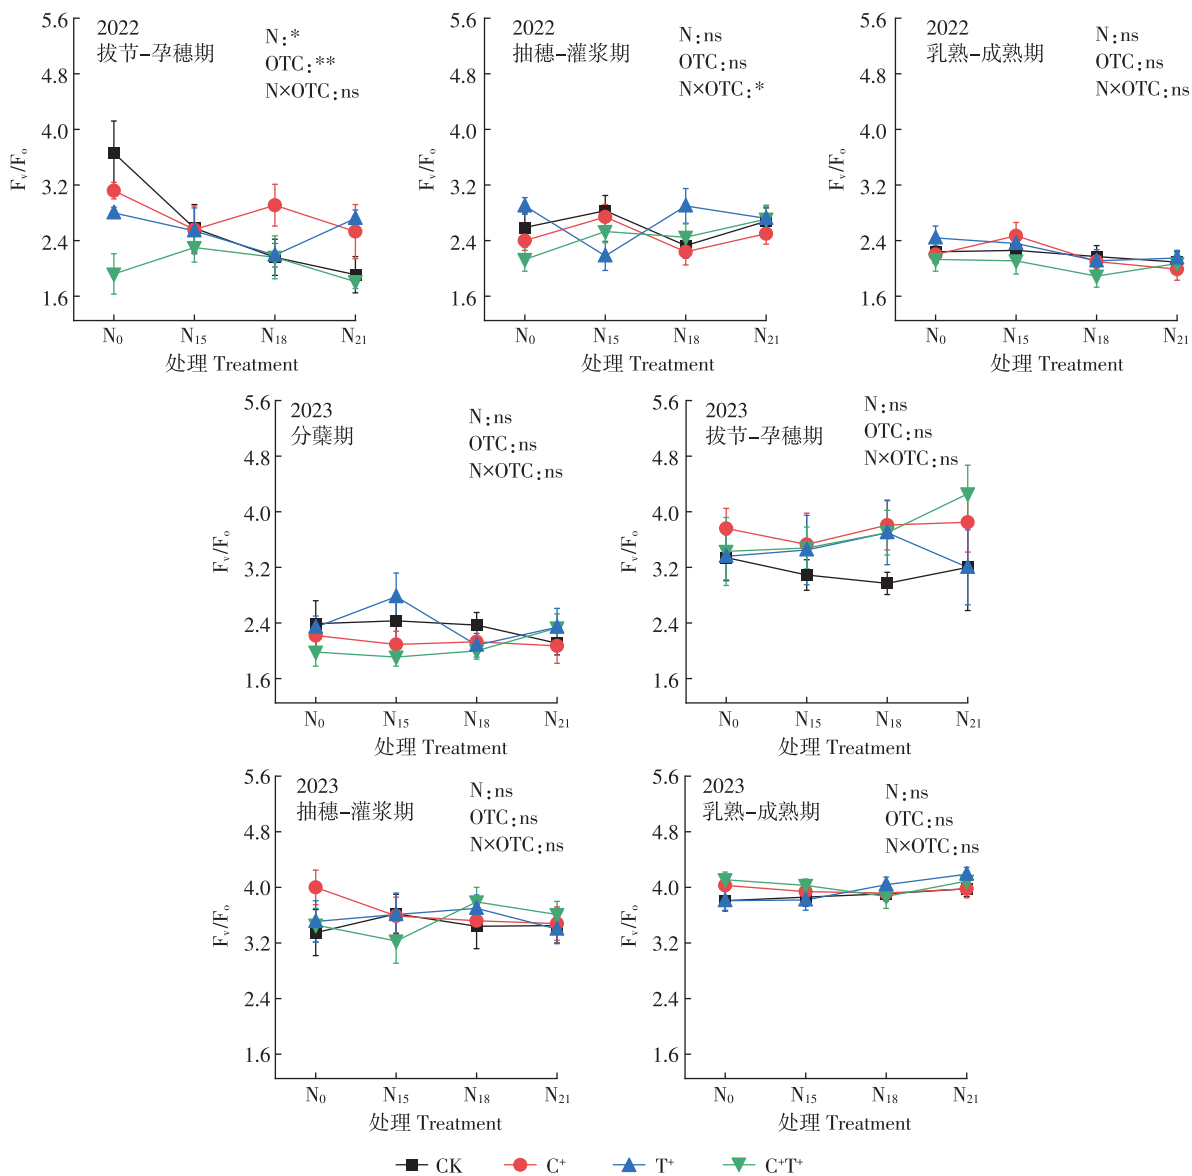 5.6
4.8
4.0
3.2
2.4
1.6
Fv/Fo
2022
拔节-孕穗期
N:*
OTC:**
N×OTC:ns
N0 N15 N18 N21
处理 Treatment
5.6
4.8
4.0
3.2
2.4
1.6
Fv/Fo
2022
抽穗-灌浆期
N:ns
OTC:ns
N×OTC:*
N0 N15 N18 N21
处理 Treatment
5.6
4.8
4.0
3.2
2.4
1.6
Fv/Fo
2022
乳熟-成熟期
N:ns
OTC:ns
N×OTC:ns
N0 N15 N18 N21
处理 Treatment
5.6
4.8
4.0
3.2
2.4
1.6
Fv/Fo
2023
分蘖期
N:ns
OTC:ns
N×OTC:ns
N0 N15 N18 N21
处理 Treatment
5.6
4.8
4.0
3.2
2.4
1.6
Fv/Fo
2023
拔节-孕穗期
N:ns
OTC:ns
N×OTC:ns
N0 N15 N18 N21
处理 Treatment
5.6
4.8
4.0
3.2
2.4
1.6
Fv/Fo
2023
抽穗-灌浆期
N:ns
OTC:ns
N×OTC:ns
N0 N15 N18 N21
处理 Treatment
5.6
4.8
4.0
3.2
2.4
1.6
Fv/Fo
2023
乳熟-成熟期
N:ns
OTC:ns
N×OTC:ns
N0 N15 N18 N21
处理 Treatment
CK C⁺ T⁺ C⁺T⁺